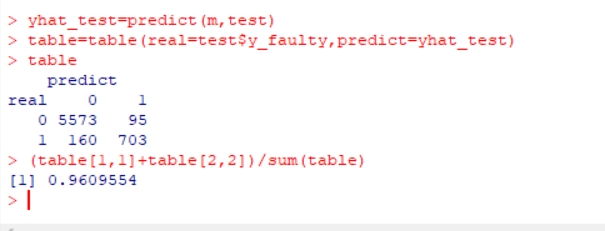 > yhat_test=predict(m,test)
> table=table(real=test$y_faulty,predict=yhat_test)
> table
    predict
real    0    1
   0 5573   95
   1  160  703
> (table[1,1]+table[2,2])/sum(table)
[1] 0.9609554
>